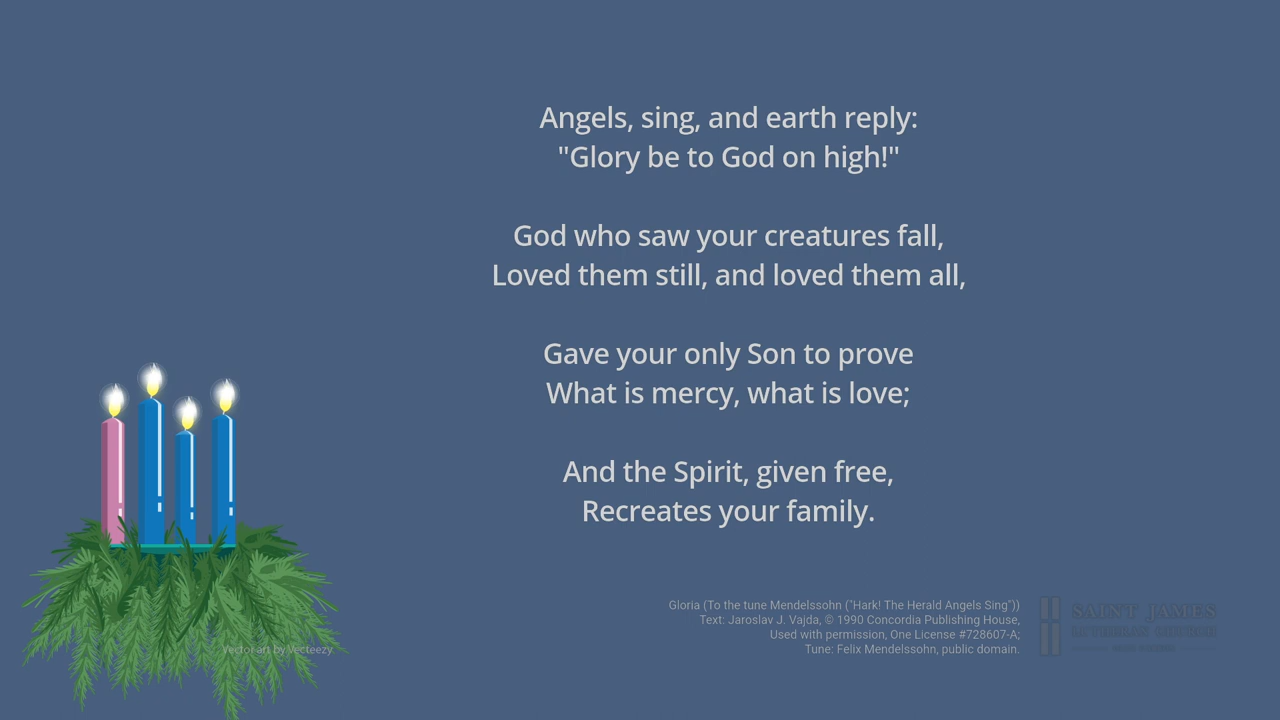 Angels, sing, and earth reply:
"Glory be to God on high!"
God who saw your creatures fall,
Loved them still, and loved them all,
Gave your only Son to prove
What is mercy, what is love;
And the Spirit, given free,
Recreates your family.
Gloria (To the tune Mendelssohn ("Hark! The Herald Angels Sing"))
Text: Jaroslav J. Vajda, © 1990 Concordia Publishing House,
Used with permission, One License #728607-A;
Tune: Felix Mendelssohn, public domain.
SAINT JAMES
LUTHERAN CHURCH
Vector art by Vecteezy